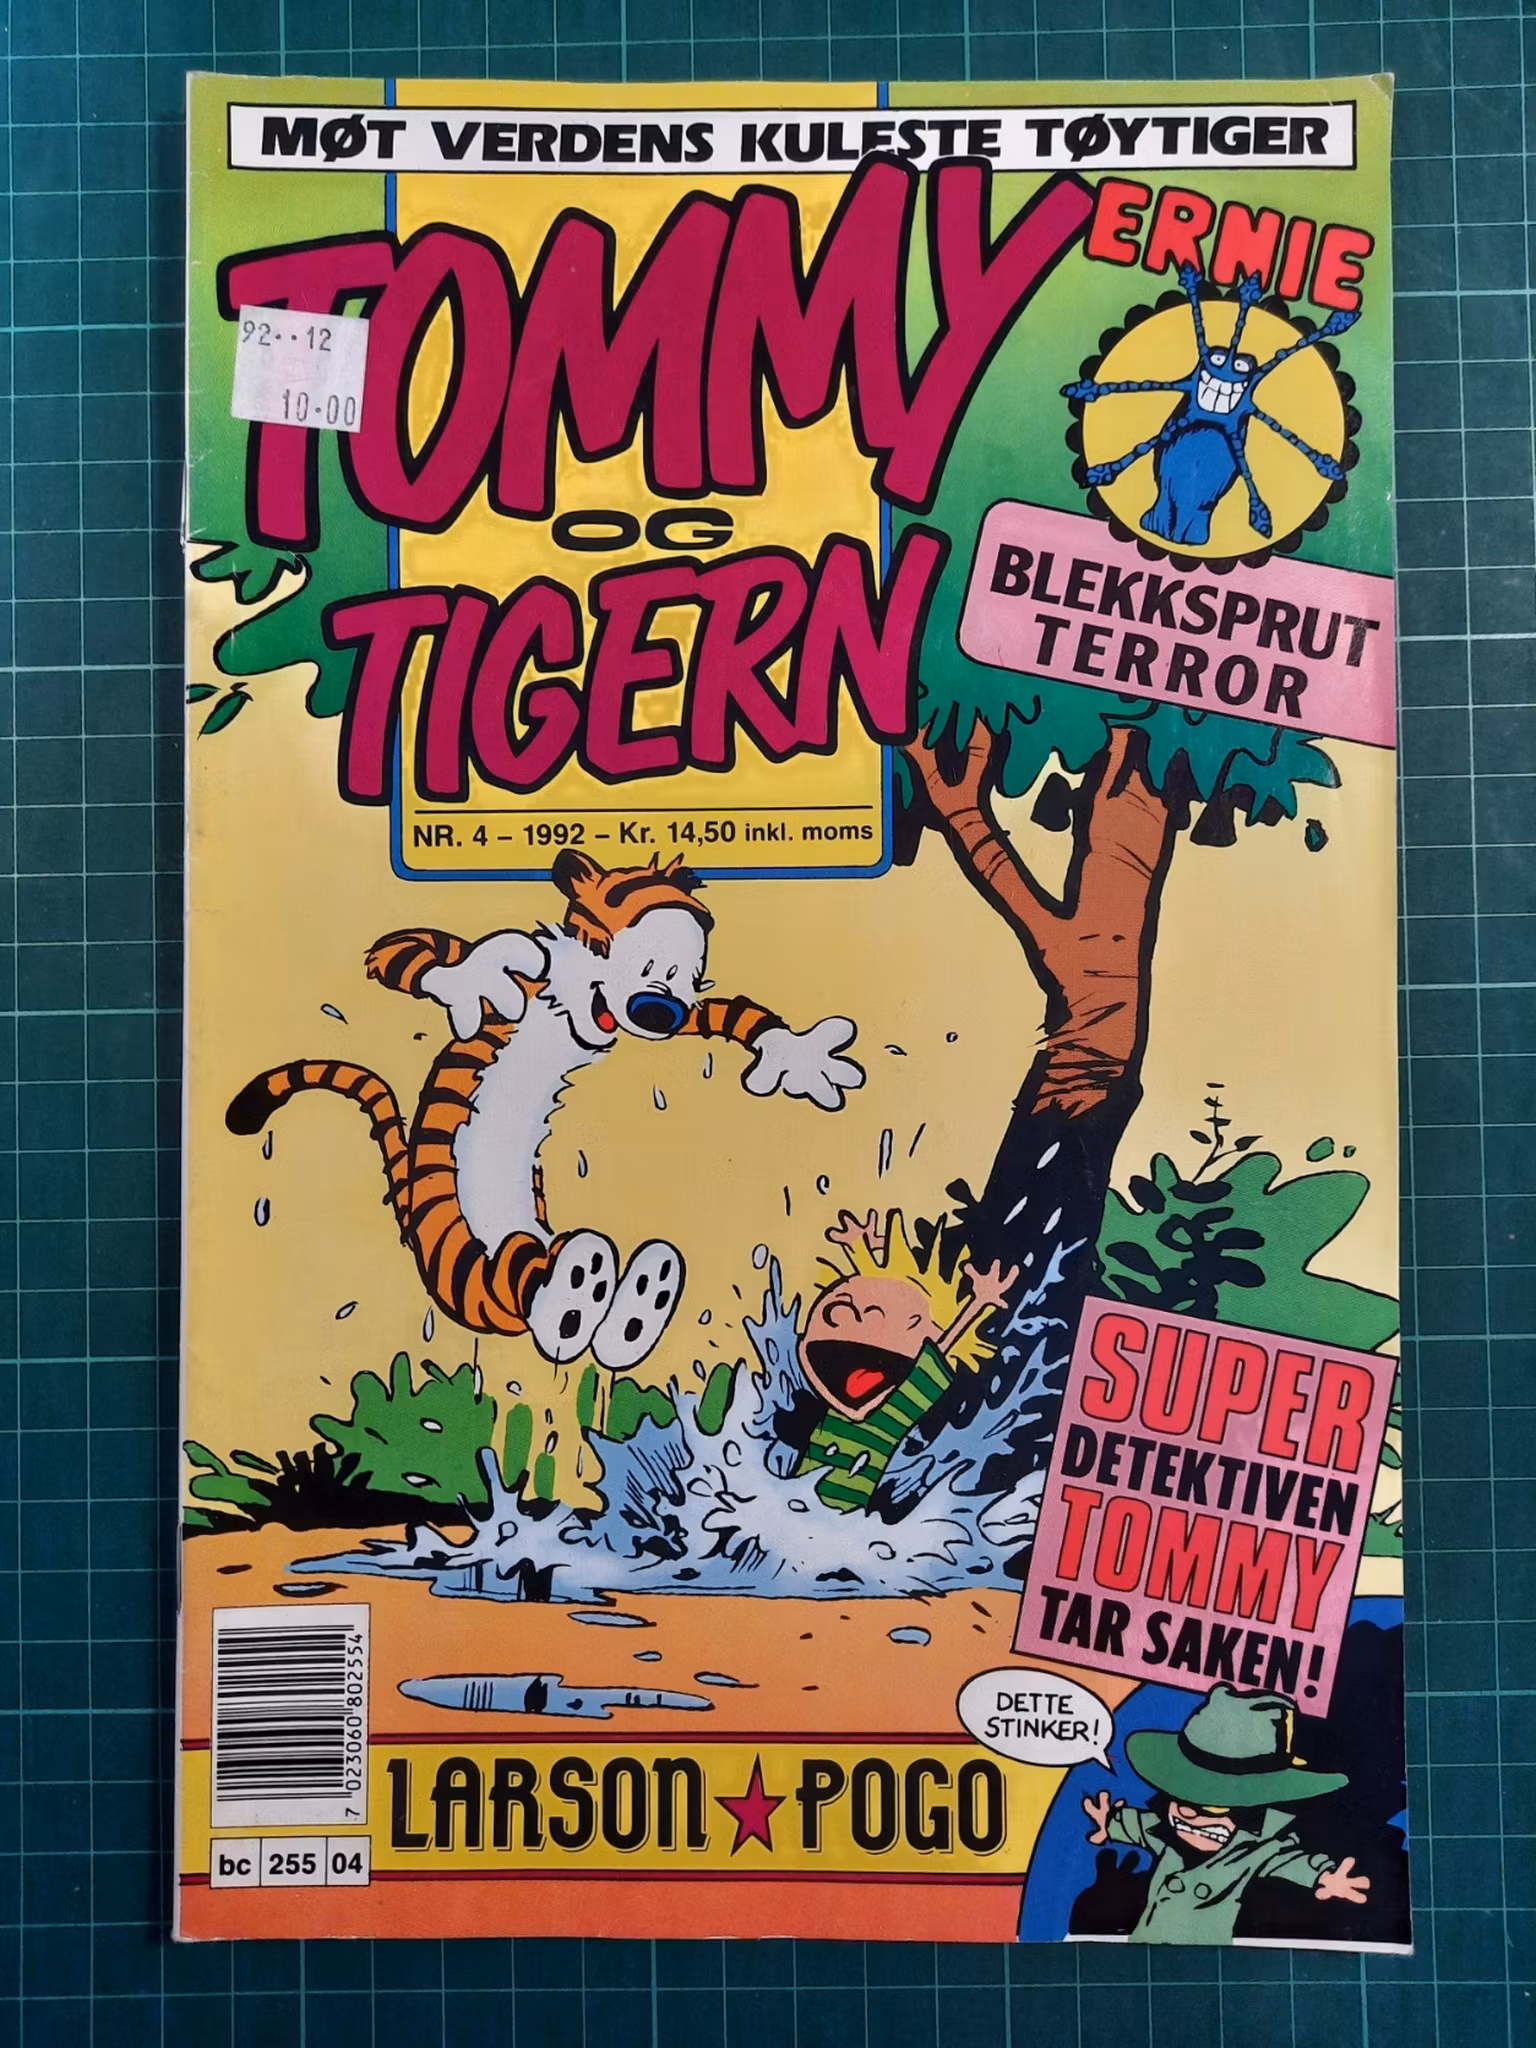 MØT VERDENS KULESTE TØYTIGER
TOMMY
OG
TIGERN
ERNIE
92··12
10·00
BLEKKSPRUT
TERROR
NR. 4 – 1992 – Kr. 14,50 inkl. moms
SUPER
DETEKTIVEN
TOMMY
TAR SAKEN!
DETTE
STINKER!
7 023060 802554
bc 255 04
LARSON ★ POGO